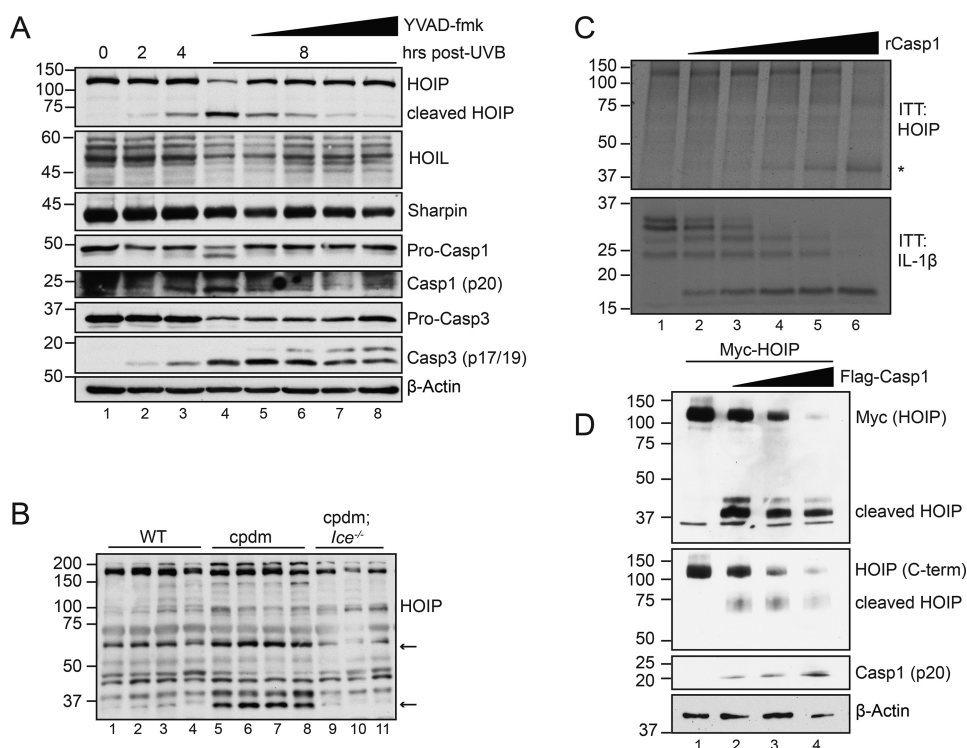 A
YVAD-fmk
0 2 4 8 hrs post-UVB
150
100
75
HOIP
cleaved HOIP
60
45
HOIL
45
Sharpin
50
Pro-Casp1
25
Casp1 (p20)
37
Pro-Casp3
20
Casp3 (p17/19)
50
β-Actin
1 2 3 4 5 6 7 8
B
WT cpdm cpdm;
Ice-/-
200
150
100
75
50
37
HOIP
←
←
1 2 3 4 5 6 7 8 9 10 11
C
rCasp1
150
100
75
50
37
ITT:
HOIP
*
37
25
20
15
ITT:
IL-1β
1 2 3 4 5 6
D
Myc-HOIP
Flag-Casp1
150
100
75
50
37
Myc (HOIP)
cleaved HOIP
150
100
75
50
HOIP (C-term)
cleaved HOIP
25
20
Casp1 (p20)
37
β-Actin
1 2 3 4